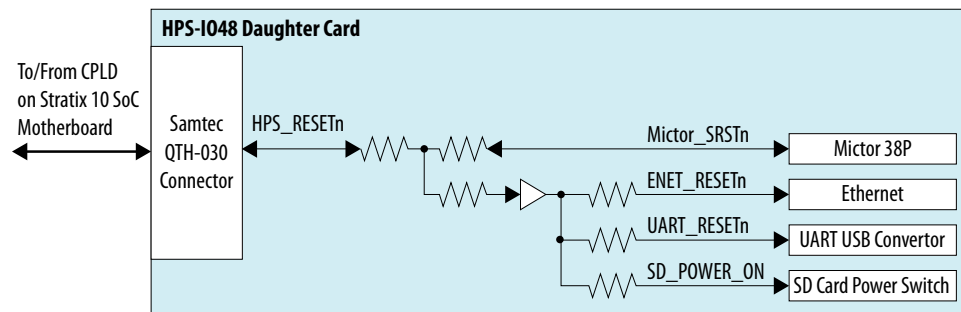 HPS-IO48 Daughter Card
To/From CPLD
on Stratix 10 SoC
Motherboard
Samtec
QTH-030
Connector
HPS_RESETn
Mictor_SRSTn
Mictor 38P
ENET_RESETn
Ethernet
UART_RESETn
UART USB Convertor
SD_POWER_ON
SD Card Power Switch